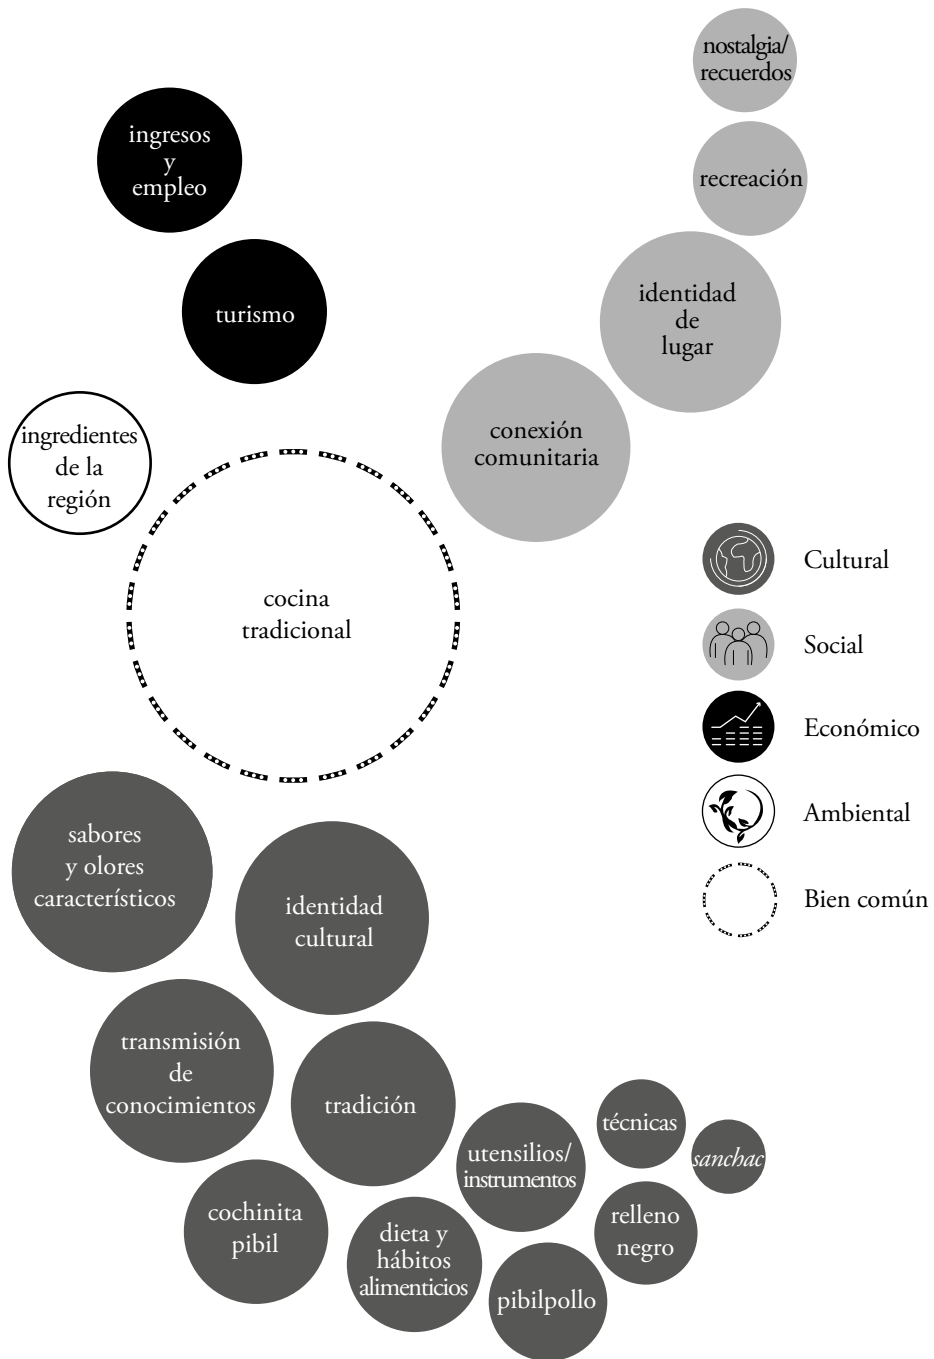 nostalgia/
recuerdos
ingresos
y
empleo
recreación
turismo
identidad
de
lugar
ingredientes
de la
región
conexión
comunitaria
cocina
tradicional
Cultural
Social
Económico
Ambiental
Bien común
sabores
y olores
característicos
identidad
cultural
transmisión
de
conocimientos
tradición
utensilios/
instrumentos
técnicas
sanchac
cochinita
pibil
dieta y
hábitos
alimenticios
relleno
negro
pibilpollo